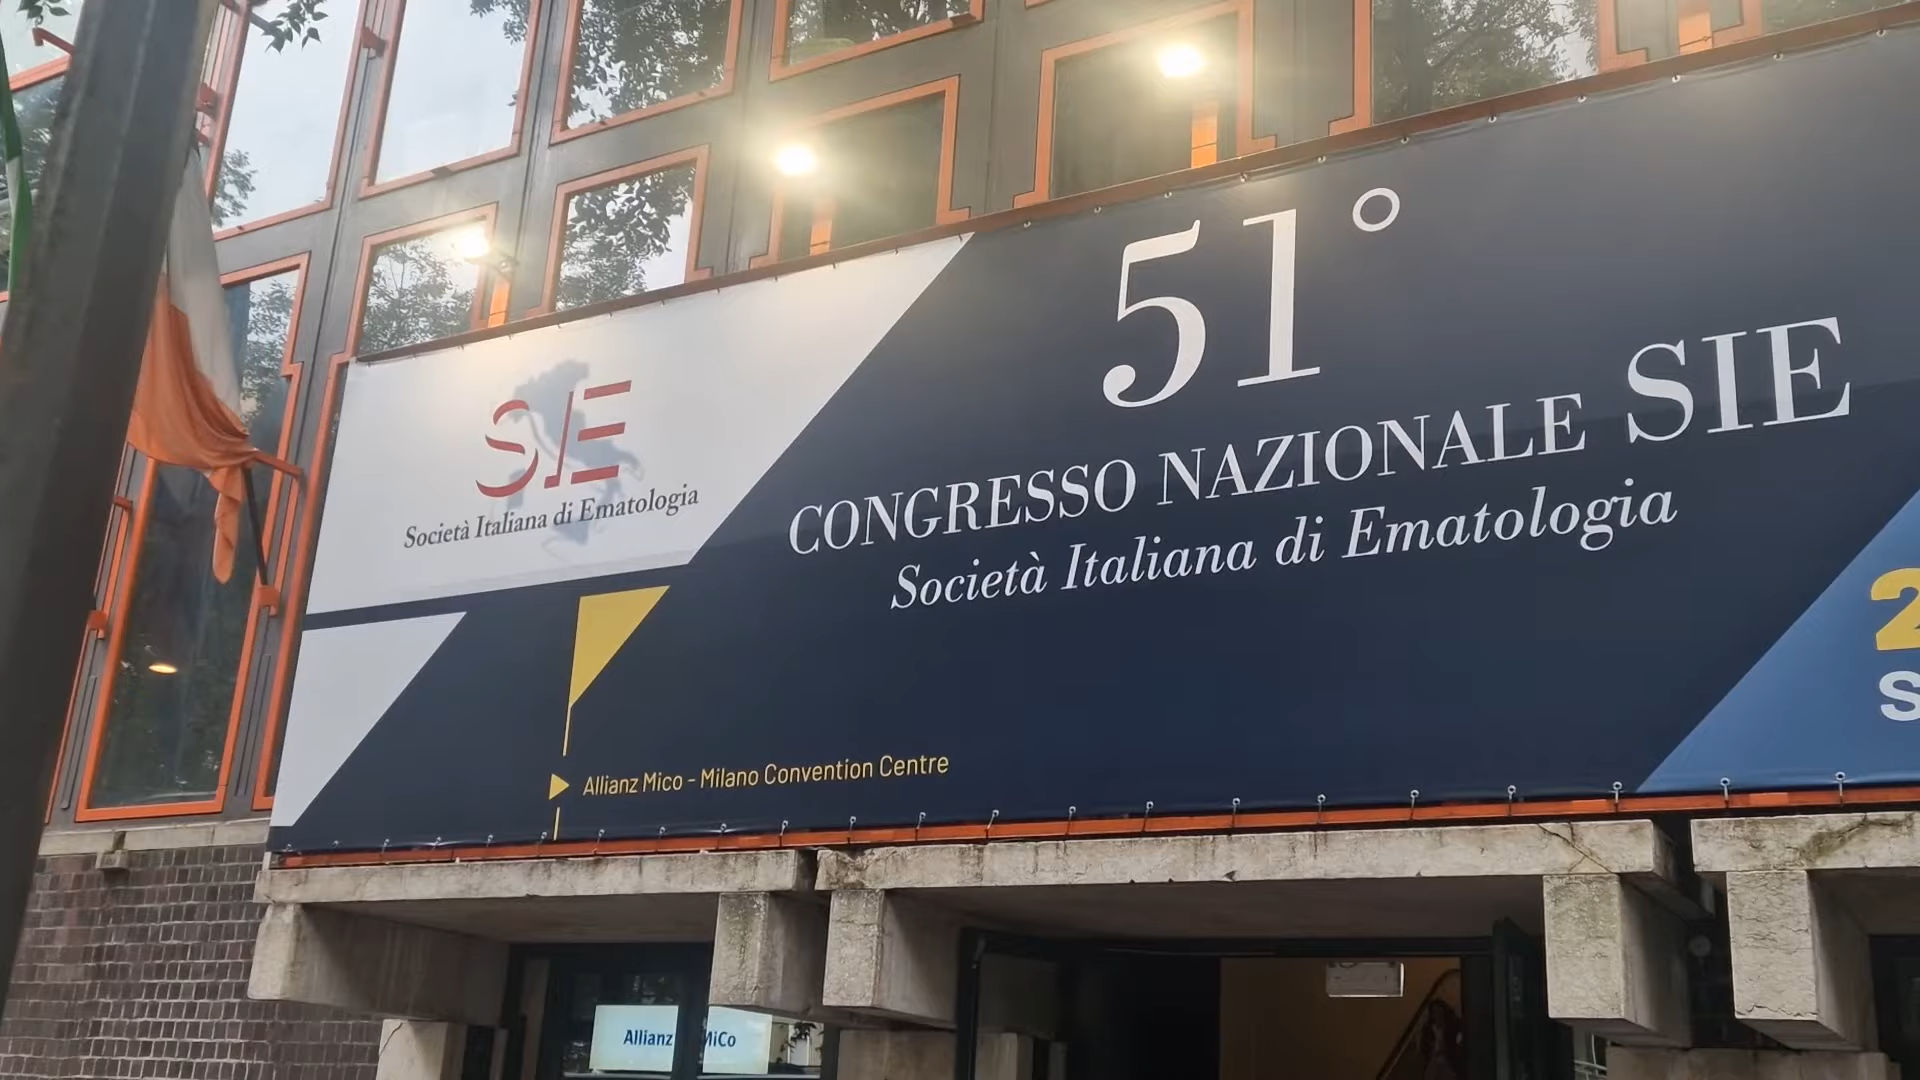 SIE
Società Italiana di Ematologia
51°
CONGRESSO NAZIONALE SIE
Società Italiana di Ematologia
Allianz Mico - Milano Convention Centre
Allianz MiCo